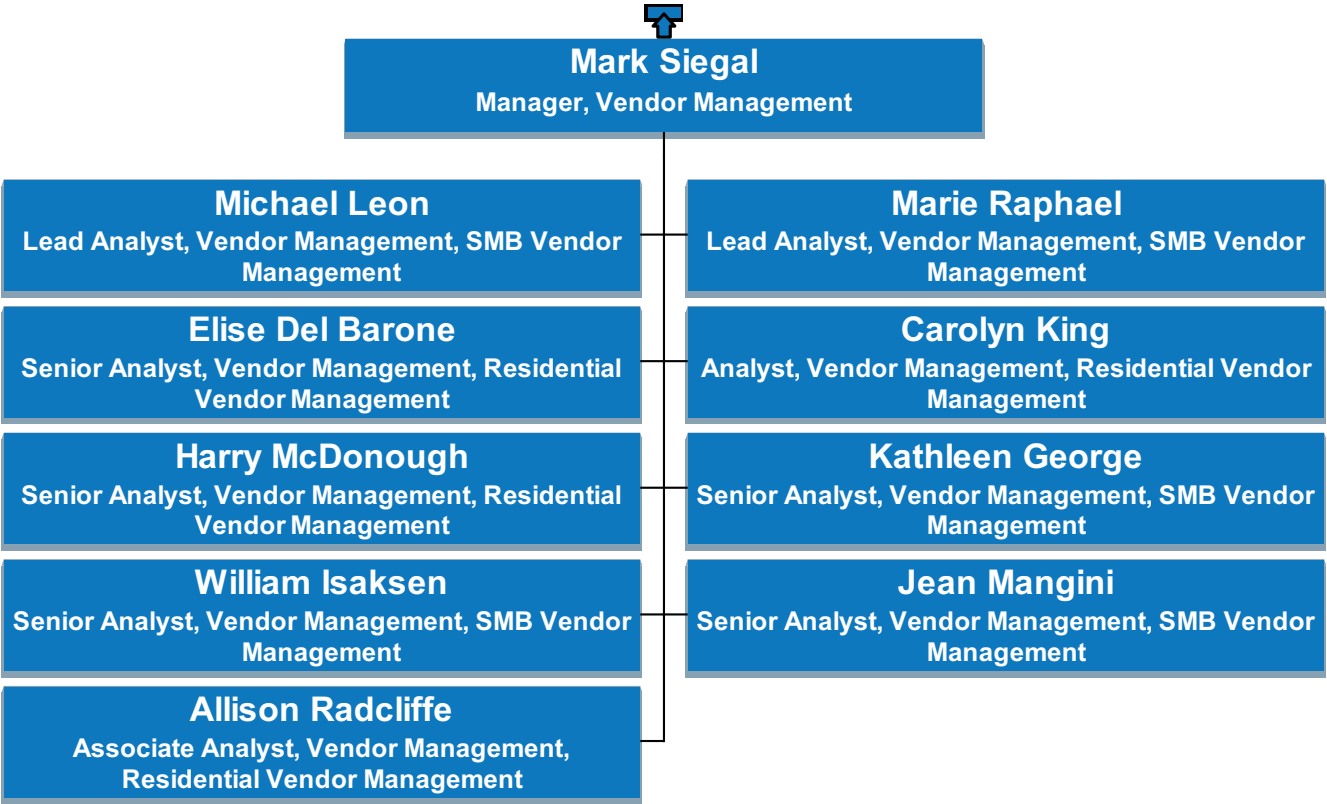 Mark Siegal
Manager, Vendor Management
Michael Leon
Lead Analyst, Vendor Management, SMB Vendor
Management
Marie Raphael
Lead Analyst, Vendor Management, SMB Vendor
Management
Elise Del Barone
Senior Analyst, Vendor Management, Residential
Vendor Management
Carolyn King
Analyst, Vendor Management, Residential Vendor
Management
Harry McDonough
Senior Analyst, Vendor Management, Residential
Vendor Management
Kathleen George
Senior Analyst, Vendor Management, SMB Vendor
Management
William Isaksen
Senior Analyst, Vendor Management, SMB Vendor
Management
Jean Mangini
Senior Analyst, Vendor Management, SMB Vendor
Management
Allison Radcliffe
Associate Analyst, Vendor Management,
Residential Vendor Management